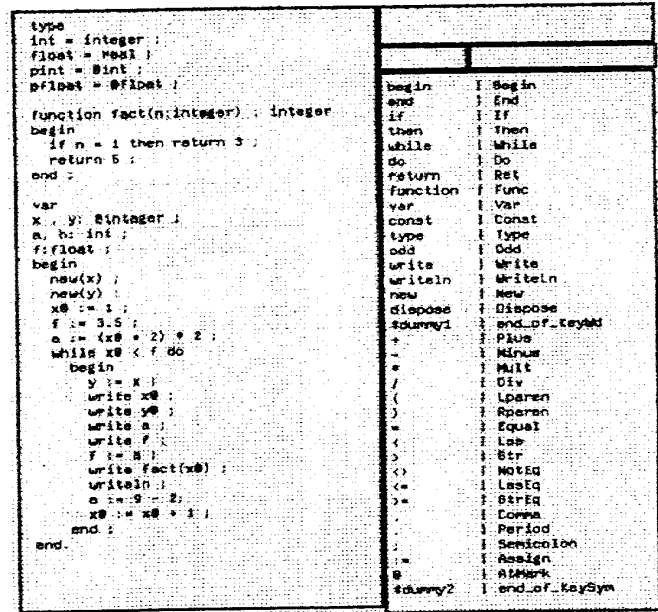 type
int = integer ;
float = real ;
pint = @int ;
pfloat = @float ;
function fact(n:integer) : integer
begin
if n = 1 then return 3 ;
return 5 ;
end ;
var
x , y: @integer ;
a, h: int ;
f:float ;
begin
new(x) ;
new(y) ;
x@ := 1 ;
f := 3.5 ;
a := (x@ + 2) * 2 ;
while x@ < f do
begin
y := x ;
write x@ ;
write y@ ;
write a ;
write f ;
f := ;
write fact(x@) ;
writeln ;
a := 9 - 2;
x@ := x@ + 1 ;
end ;
end.
begin | Begin
end | End
if | If
then | Then
while | While
do | Do
return | Ret
function | Func
var | Var
const | Const
type | Type
odd | Odd
write | Write
writeln | Writeln
new | New
dispose | Dispose
$dummy1 | end_of_KeyWd
+ | Plus
- | Minus
* | Mult
/ | Div
( | Lparen
) | Rparen
= | Equal
< | Les
> | Gtr
<> | NotEq
<= | LesEq
>= | GtrEq
, | Comma
. | Period
; | Semicolon
:= | Assign
@ | AtMark
$dummy2 | end_of_KeySym